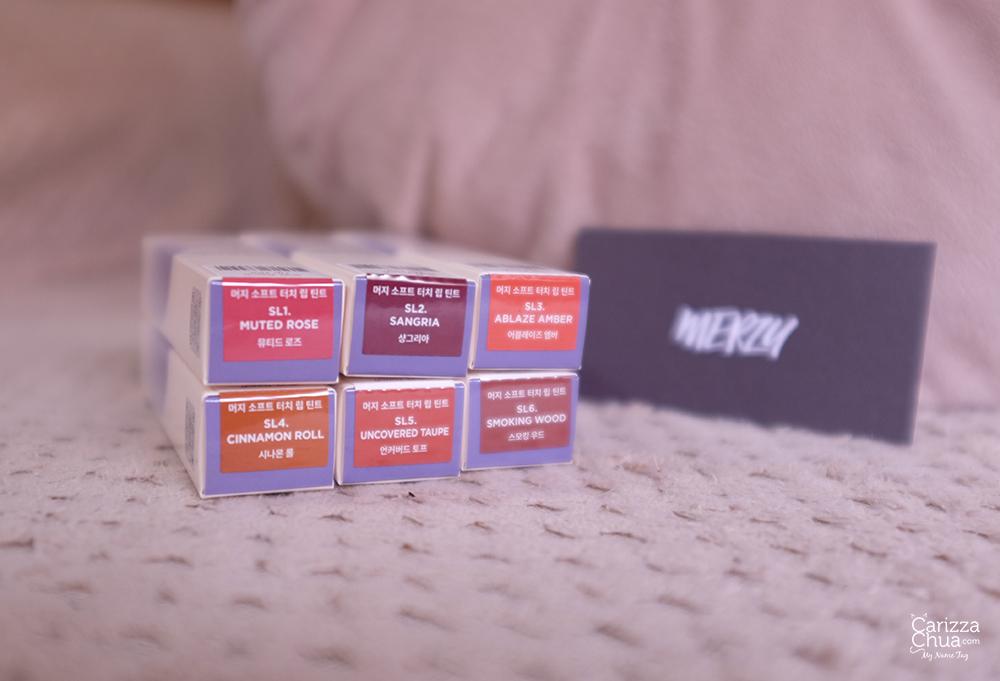 머지 소프트 터치 립 틴트
SL1.
MUTED ROSE
뮤티드 로즈
머지 소프트 터치 립 틴트
SL2.
SANGRIA
샹그리아
머지 소프트 터치 립 틴트
SL3.
ABLAZE AMBER
어블레이즈 앰버
머지 소프트 터치 립 틴트
SL4.
CINNAMON ROLL
시나몬 롤
머지 소프트 터치 립 틴트
SL5.
UNCOVERED TAUPE
언커버드 토프
머지 소프트 터치 립 틴트
SL6.
SMOKING WOOD
스모킹 우드
MERZY
Carizza
Chua.com
My Name Tag